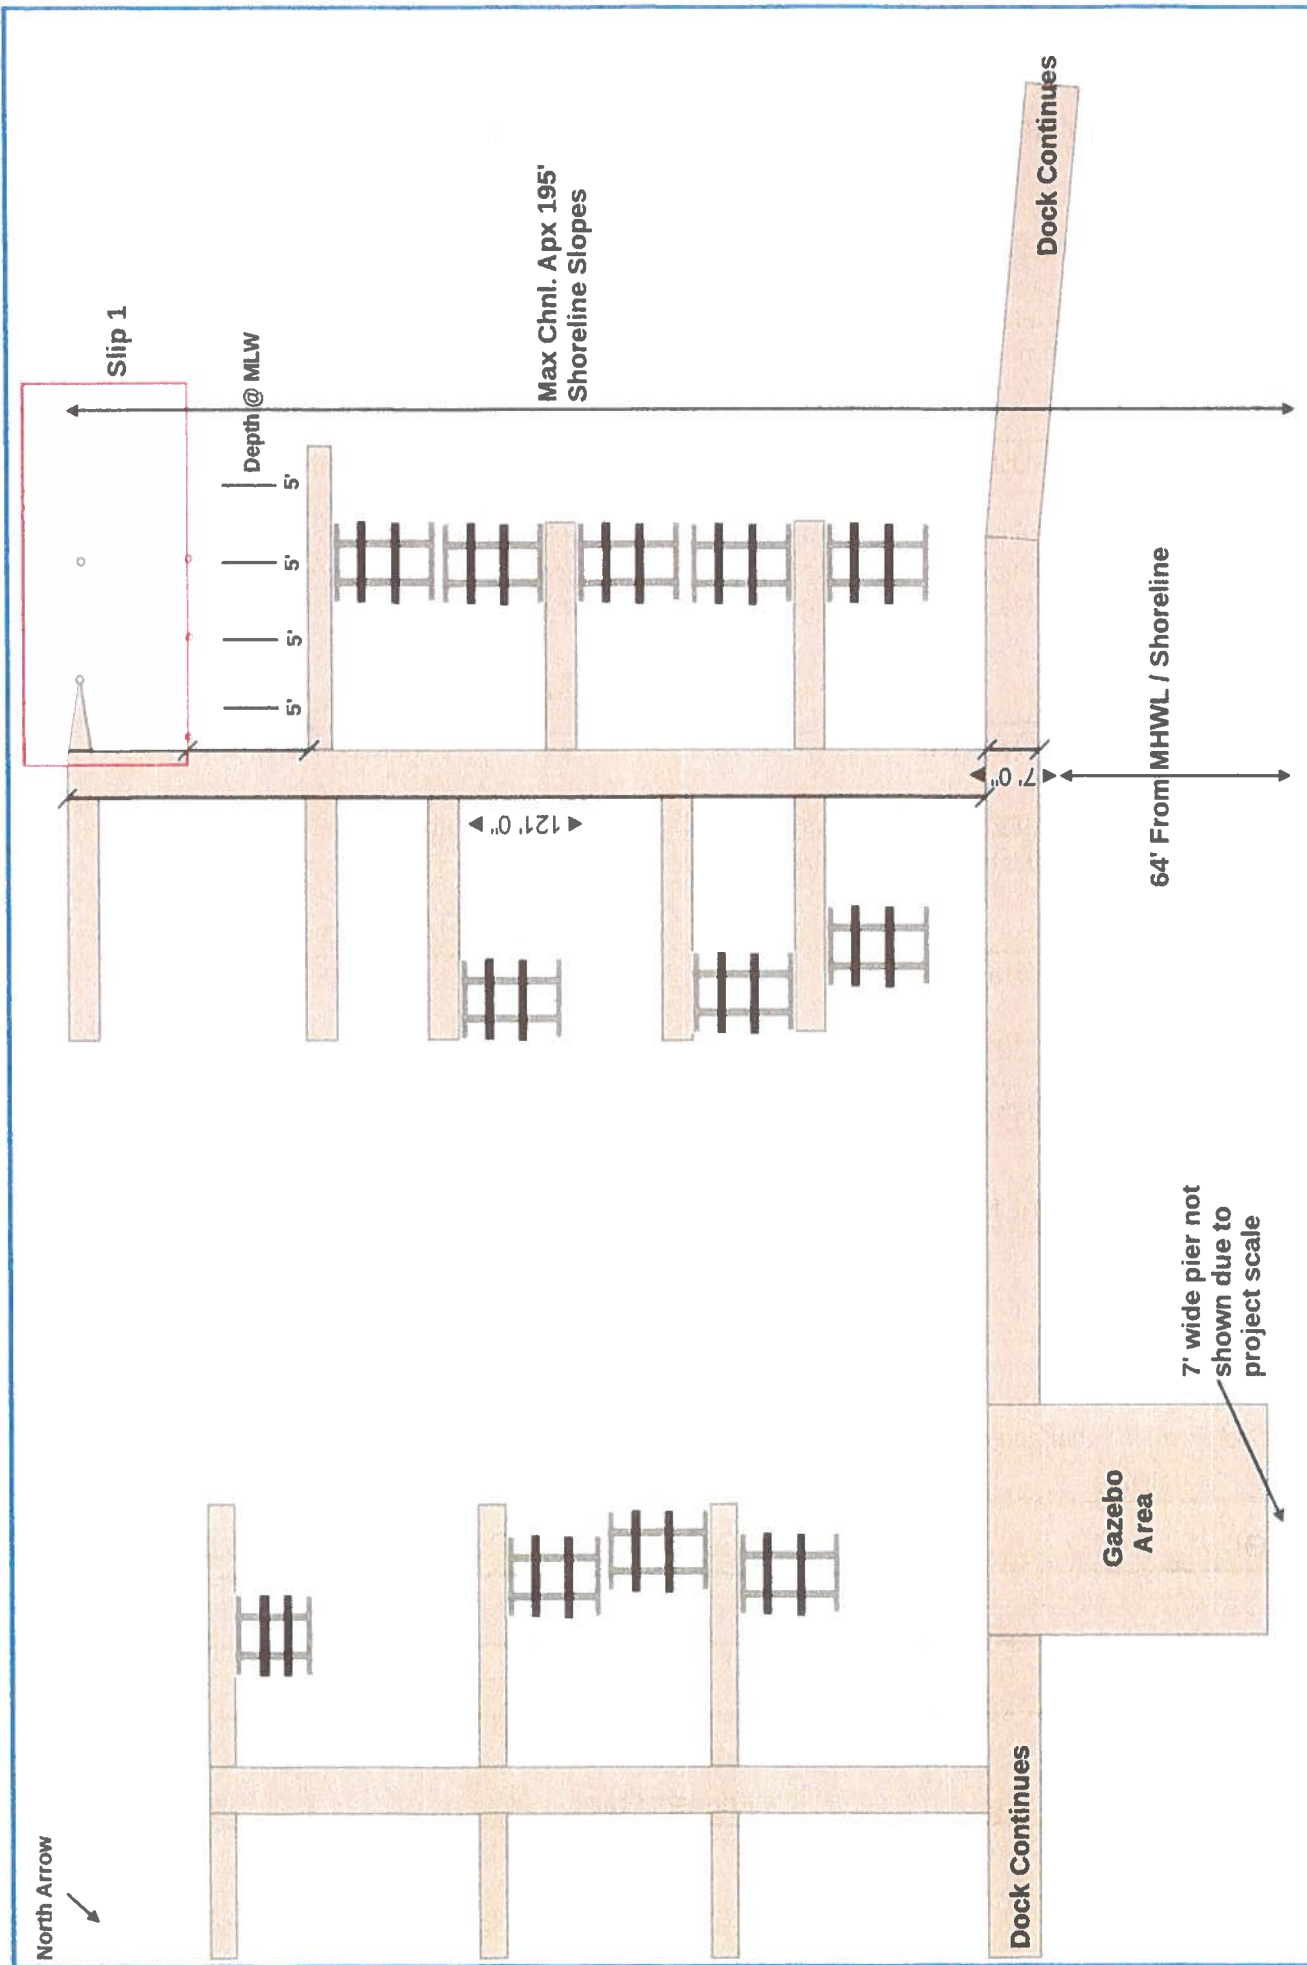 North Arrow
Slip 1
Depth @ MLW
5'
5'
5'
5'
Max Chnl. Apx 195'
Shoreline Slopes
Dock Continues
121' 0"
7' 0"
64' From MHWL / Shoreline
7' wide pier not
shown due to
project scale
Gazebo
Area
Dock Continues